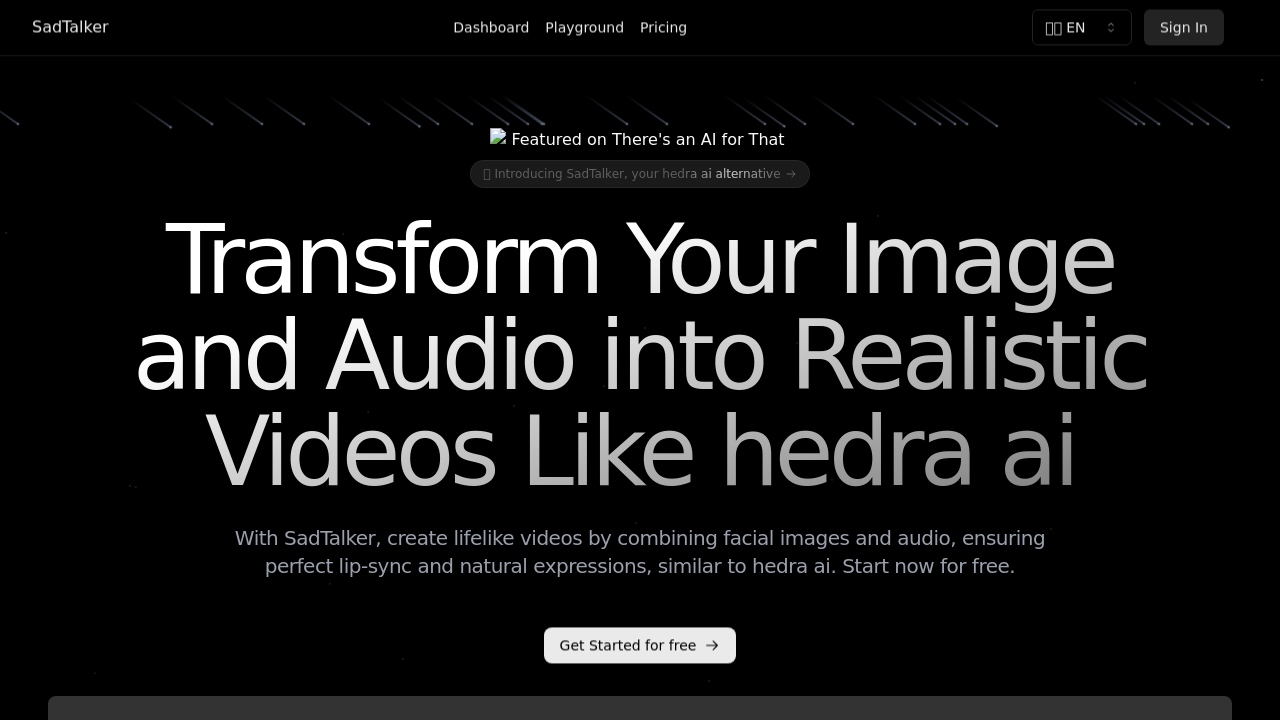 SadTalker
Dashboard Playground Pricing
EN
Sign In
Featured on There's an AI for That
Introducing SadTalker, your hedra ai alternative →
Transform Your Image
and Audio into Realistic
Videos Like hedra ai
With SadTalker, create lifelike videos by combining facial images and audio, ensuring
perfect lip-sync and natural expressions, similar to hedra ai. Start now for free.
Get Started for free →